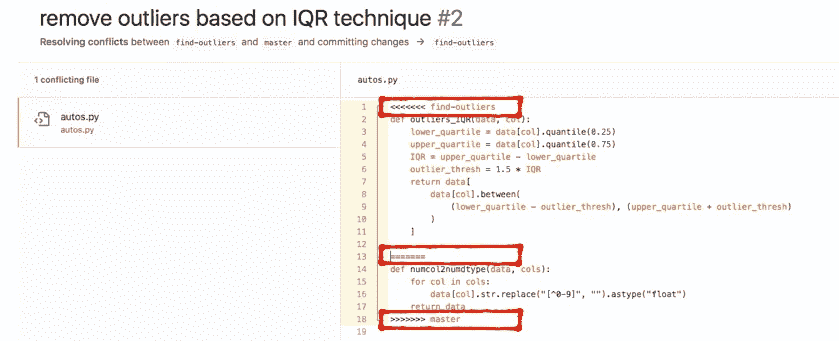 remove outliers based on IQR technique #2
Resolving conflicts between find-outliers and master and committing changes → find-outliers
1 conflicting file
autos.py
autos.py
autos.py
1 <<<<<<< find-outliers
2 def outliers_IQR(data, col):
3     lower_quartile = data[col].quantile(0.25)
4     upper_quartile = data[col].quantile(0.75)
5     IQR = upper_quartile - lower_quartile
6     outlier_thresh = 1.5 * IQR
7     return data[
8         data[col].between(
9             (lower_quartile - outlier_thresh), (upper_quartile + outlier_thresh)
10         )
11     ]
12
13 =======
14 def numcol2numdtype(data, cols):
15     for col in cols:
16         data[col].str.replace("[^0-9]", "").astype("float")
17     return data
18 >>>>>>> master
19